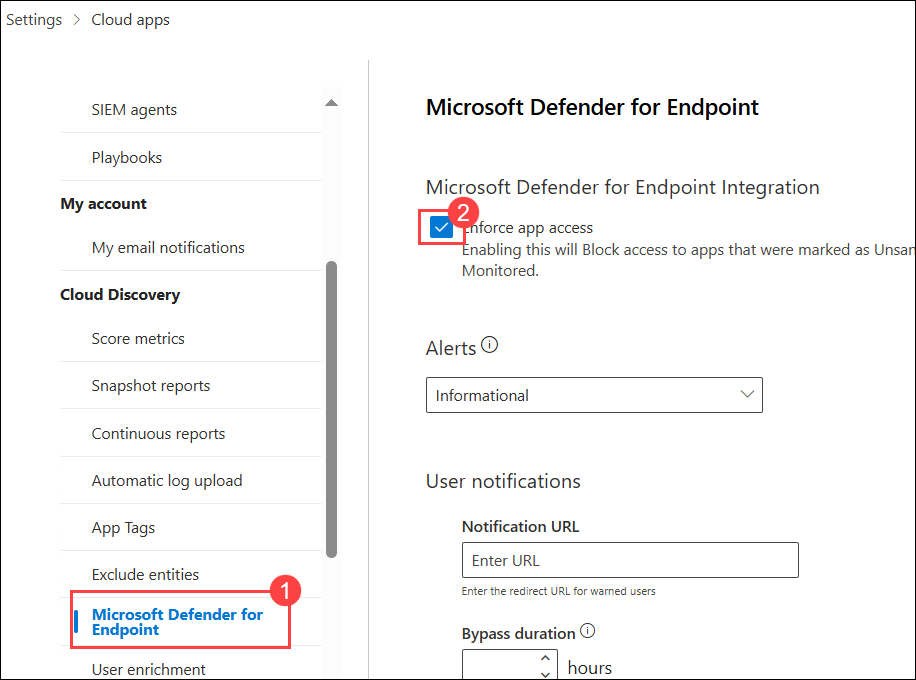 Settings > Cloud apps
SIEM agents
Playbooks
My account
My email notifications
Cloud Discovery
Score metrics
Snapshot reports
Continuous reports
Automatic log upload
App Tags
Exclude entities
1
Microsoft Defender for
Endpoint
User enrichment
Microsoft Defender for Endpoint
Microsoft Defender for Endpoint Integration
2
nforce app access
Enabling this will Block access to apps that were marked as Unsan
Monitored.
Alerts
Informational
User notifications
Notification URL
Enter URL
Enter the redirect URL for warned users
Bypass duration
hours